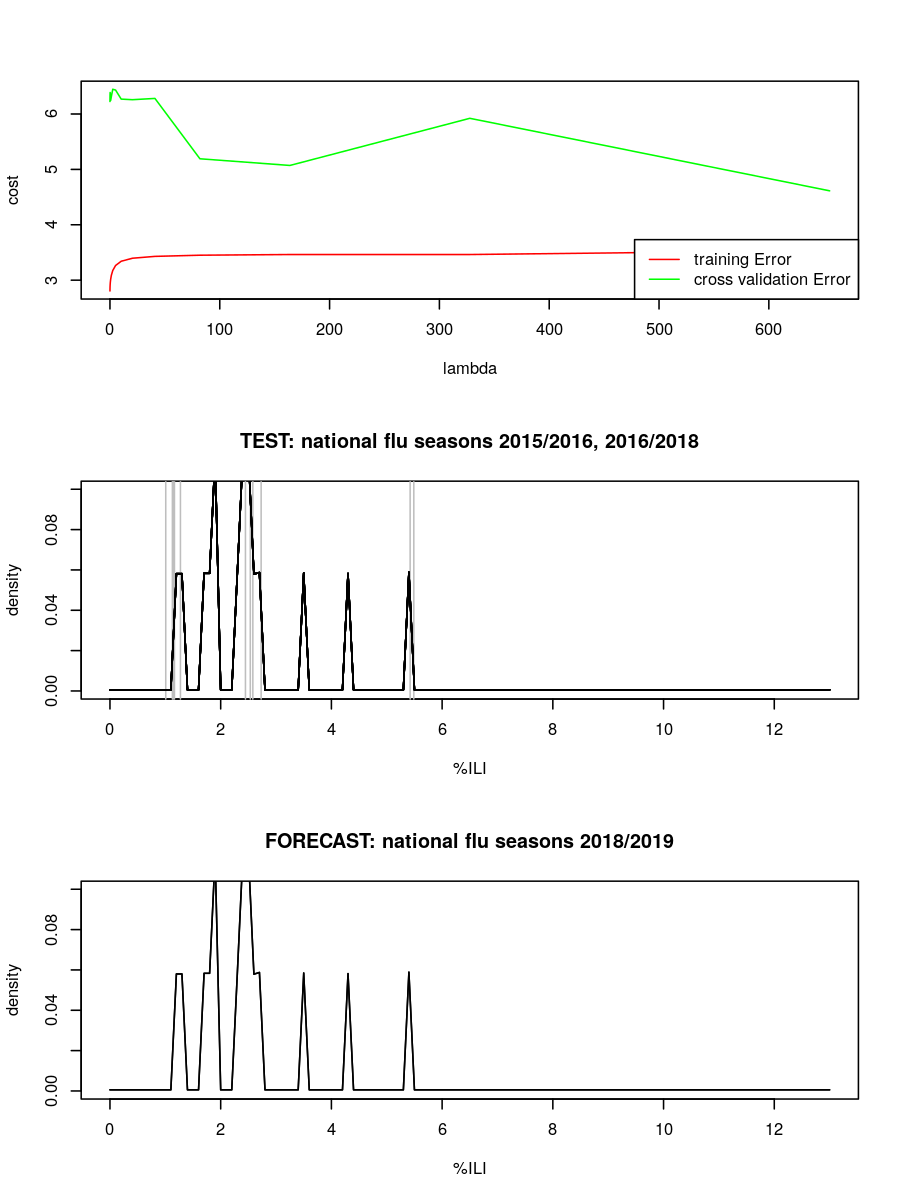 6
5
4
3
cost
training Error
cross validation Error
0 100 200 300 400 500 600
lambda
TEST: national flu seasons 2015/2016, 2016/2018
0.08
0.04
0.00
density
0 2 4 6 8 10 12
%ILI
FORECAST: national flu seasons 2018/2019
0.08
0.04
0.00
density
0 2 4 6 8 10 12
%ILI